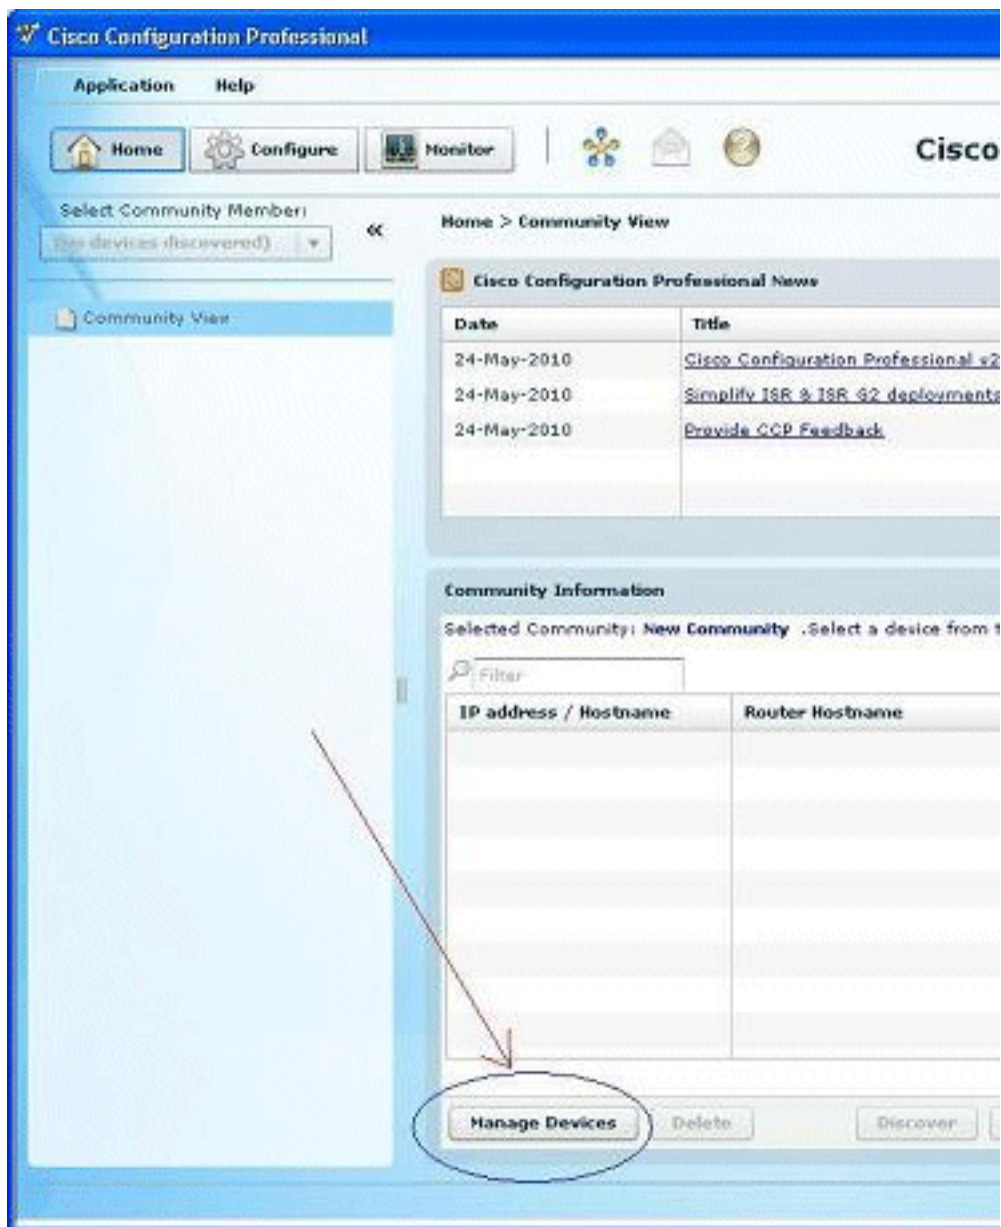 Cisco Configuration Professional
Application Help
Home Configure Monitor Cisco
Select Community Member:
devices discovered)
Home > Community View
Community View
Cisco Configuration Professional News
Date Title
24-May-2010 Cisco Configuration Professional v2
24-May-2010 Simplify ISR & ISR G2 deployments
24-May-2010 Provide CCP Feedback
Community Information
Selected Community: New Community .Select a device from t
Filter
IP address / Hostname Router Hostname
Manage Devices Delete Discover